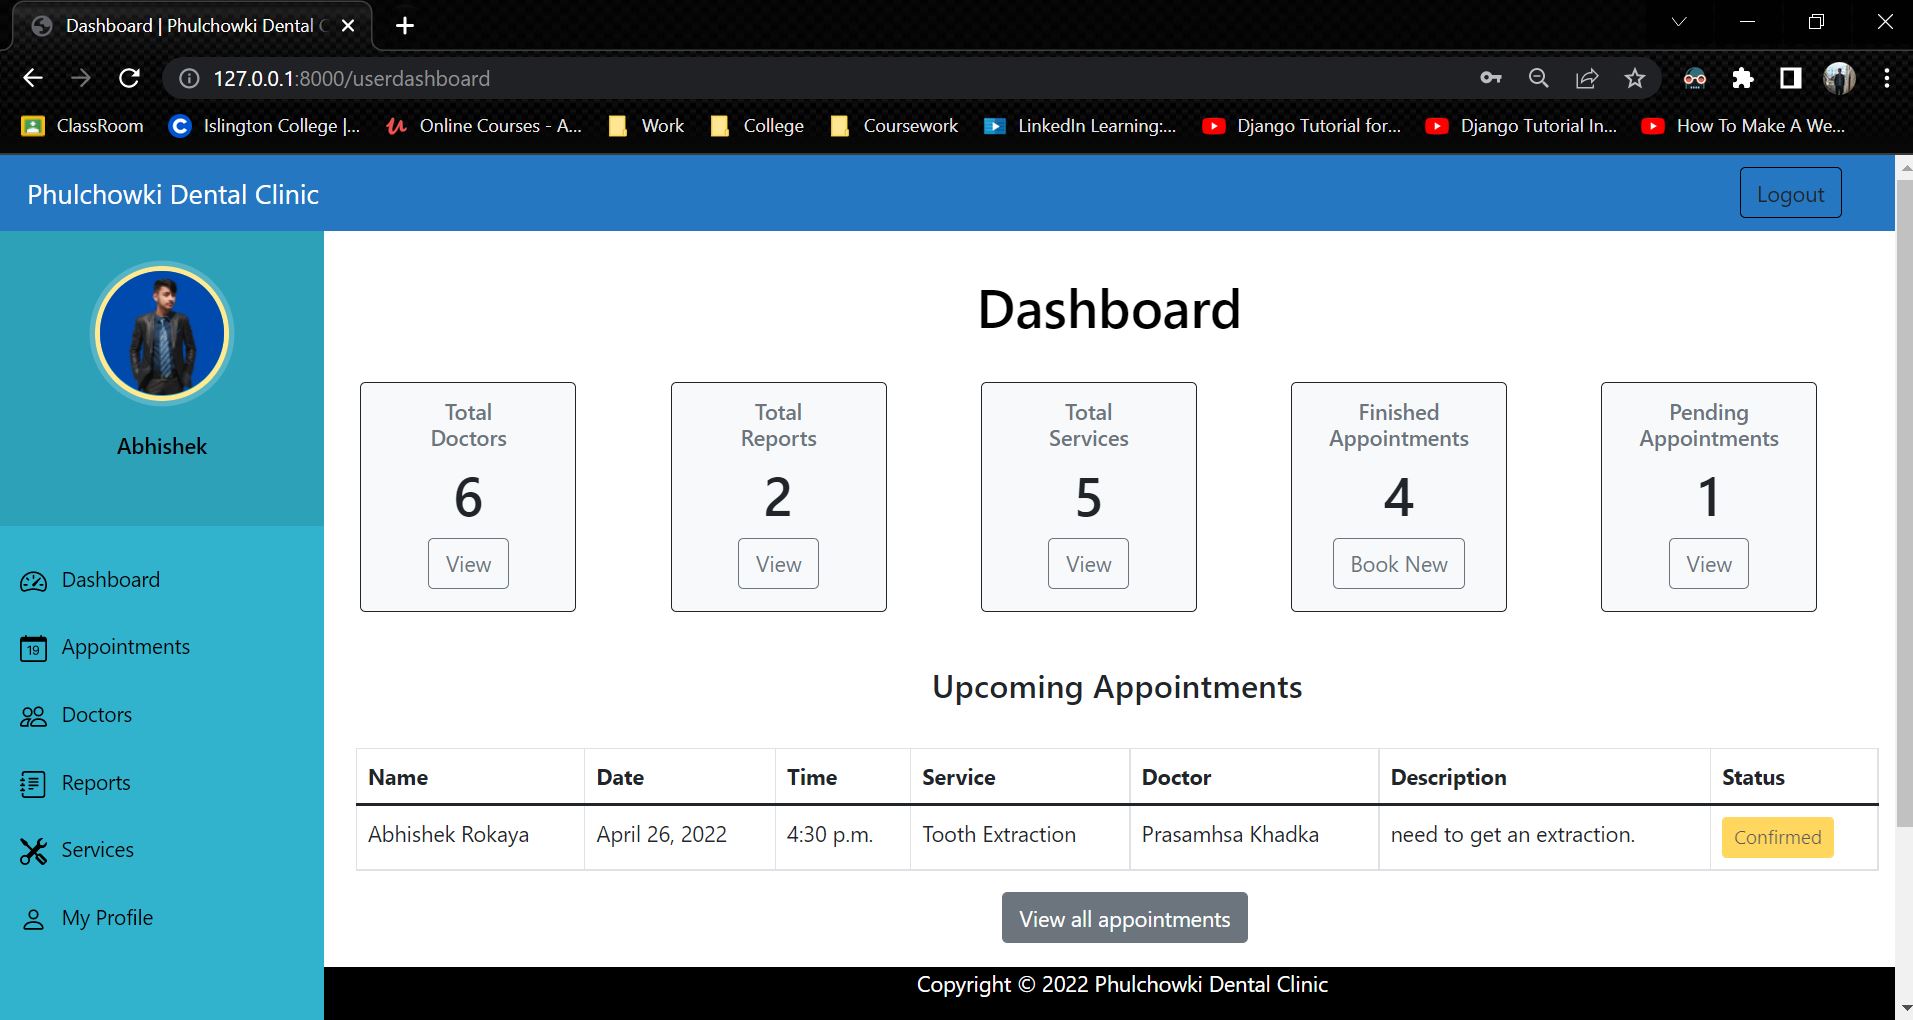 Dashboard | Phulchowki Dental C
127.0.0.1:8000/userdashboard
ClassRoom
Islington College |...
Online Courses - A...
Work
College
Coursework
LinkedIn Learning:...
Django Tutorial for...
Django Tutorial In...
How To Make A We...
Phulchowki Dental Clinic
Logout
Abhishek
Dashboard
19
Appointments
Doctors
Reports
Services
My Profile
Dashboard
Total
Doctors
6
View
Total
Reports
2
View
Total
Services
5
View
Finished
Appointments
4
Book New
Pending
Appointments
1
View
Upcoming Appointments
Name Date Time Service Doctor Description Status
Abhishek Rokaya April 26, 2022 4:30 p.m. Tooth Extraction Prasamhsa Khadka need to get an extraction. Confirmed
View all appointments
Copyright © 2022 Phulchowki Dental Clinic